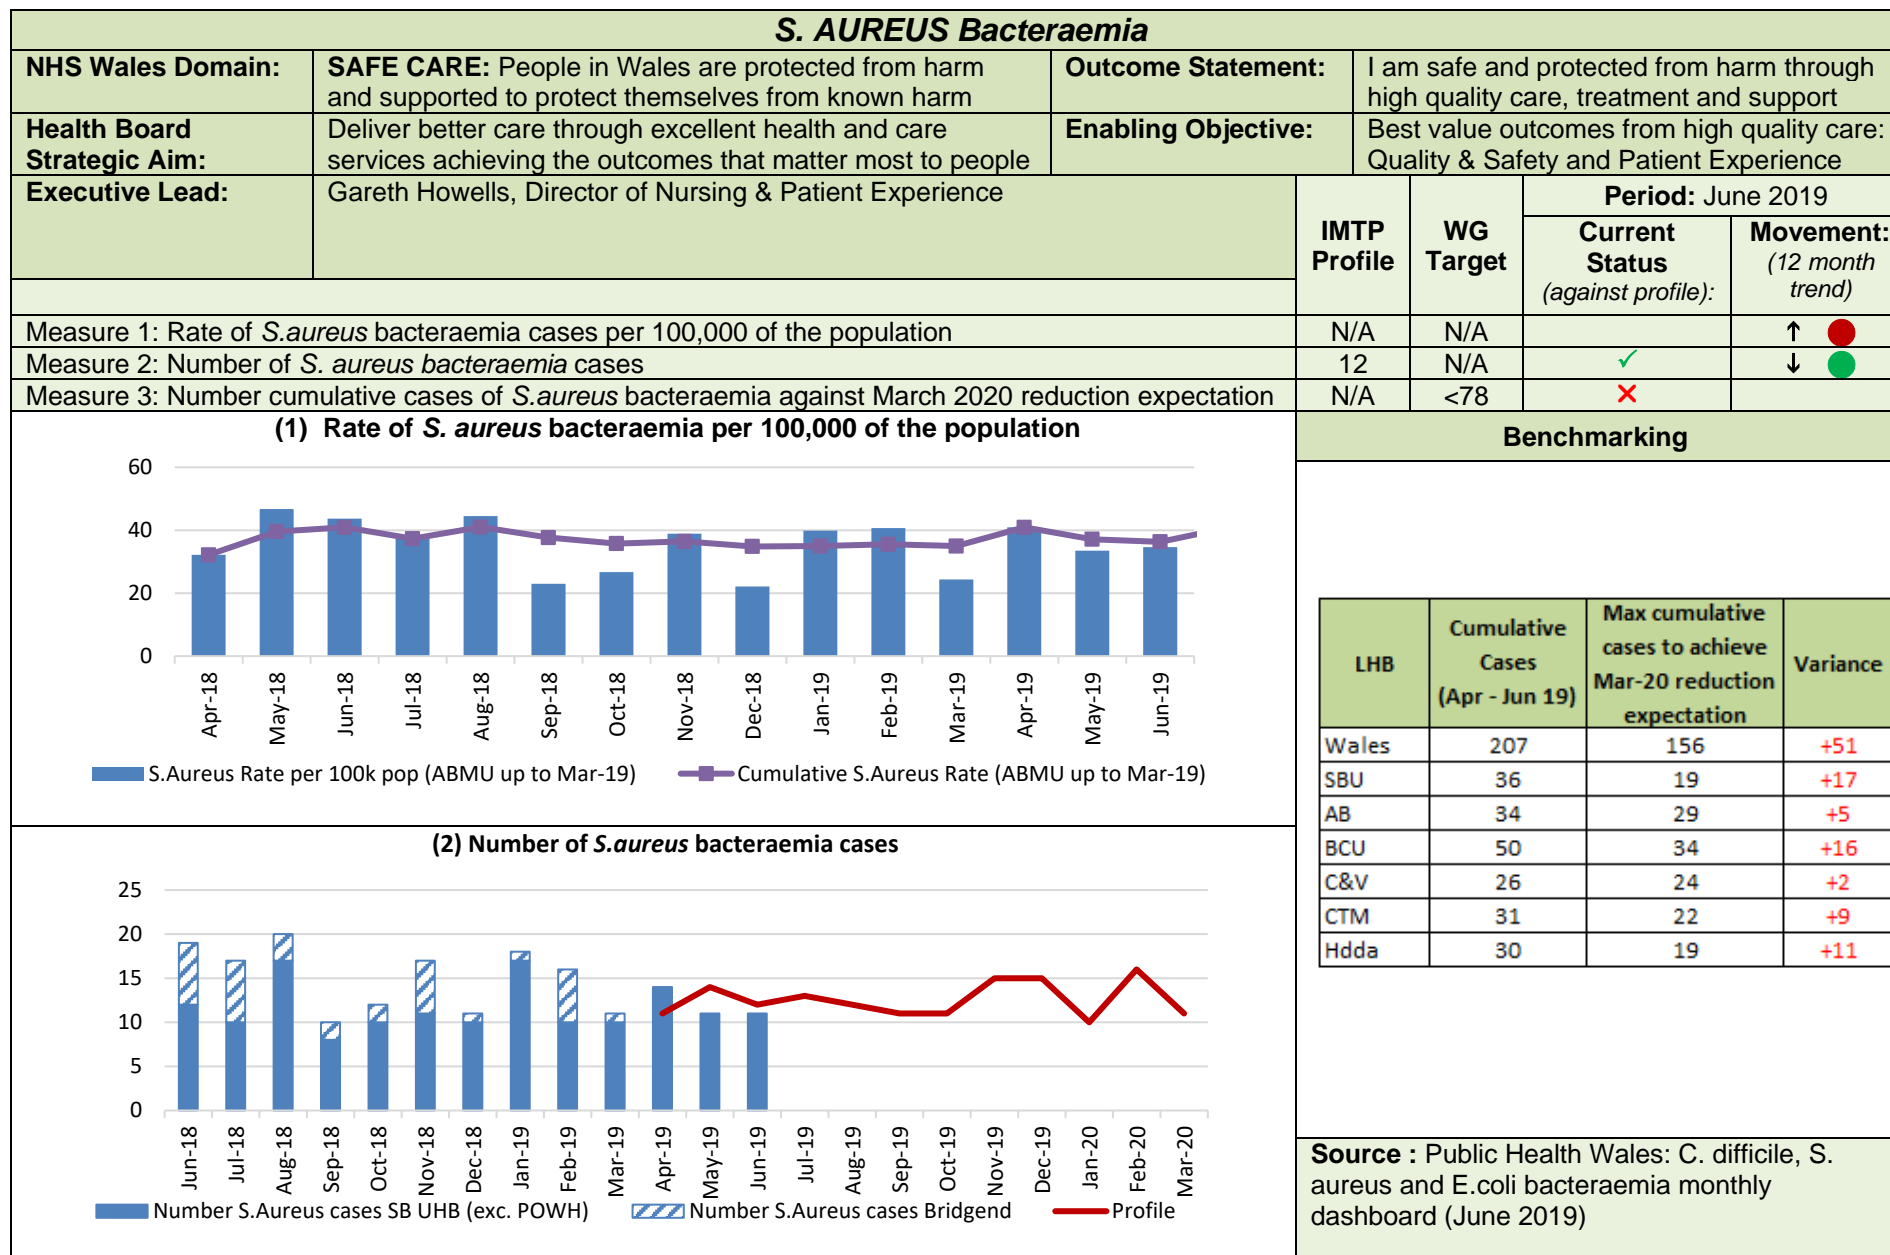 S. AUREUS Bacteraemia
NHS Wales Domain:
SAFE CARE: People in Wales are protected from harm
and supported to protect themselves from known harm
Outcome Statement:
I am safe and protected from harm through
high quality care, treatment and support
Health Board
Strategic Aim:
Deliver better care through excellent health and care
services achieving the outcomes that matter most to people
Enabling Objective:
Best value outcomes from high quality care:
Quality & Safety and Patient Experience
Executive Lead:
Gareth Howells, Director of Nursing & Patient Experience
IMTP
Profile
WG
Target
Period: June 2019
Current
Status
(against profile):
Movement:
(12 month
trend)
Measure 1: Rate of S.aureus bacteraemia cases per 100,000 of the population N/A N/A ↑
Measure 2: Number of S. aureus bacteraemia cases 12 N/A ✓ ↓
Measure 3: Number cumulative cases of S.aureus bacteraemia against March 2020 reduction expectation N/A <78 ✕
(1) Rate of S. aureus bacteraemia per 100,000 of the population
60
40
20
0
Apr-18
May-18
Jun-18
Jul-18
Aug-18
Sep-18
Oct-18
Nov-18
Dec-18
Jan-19
Feb-19
Mar-19
Apr-19
May-19
Jun-19
S.Aureus Rate per 100k pop (ABMU up to Mar-19)
Cumulative S.Aureus Rate (ABMU up to Mar-19)
(2) Number of S.aureus bacteraemia cases
25
20
15
10
5
0
Jun-18
Jul-18
Aug-18
Sep-18
Oct-18
Nov-18
Dec-18
Jan-19
Feb-19
Mar-19
Apr-19
May-19
Jun-19
Jul-19
Aug-19
Sep-19
Oct-19
Nov-19
Dec-19
Jan-20
Feb-20
Mar-20
Number S.Aureus cases SB UHB (exc. POWH)
Number S.Aureus cases Bridgend
Profile
Benchmarking
LHB
Cumulative
Cases
(Apr - Jun 19)
Max cumulative
cases to achieve
Mar-20 reduction
expectation
Variance
Wales 207 156 +51
SBU 36 19 +17
AB 34 29 +5
BCU 50 34 +16
C&V 26 24 +2
CTM 31 22 +9
Hdda 30 19 +11
Source : Public Health Wales: C. difficile, S.
aureus and E.coli bacteraemia monthly
dashboard (June 2019)